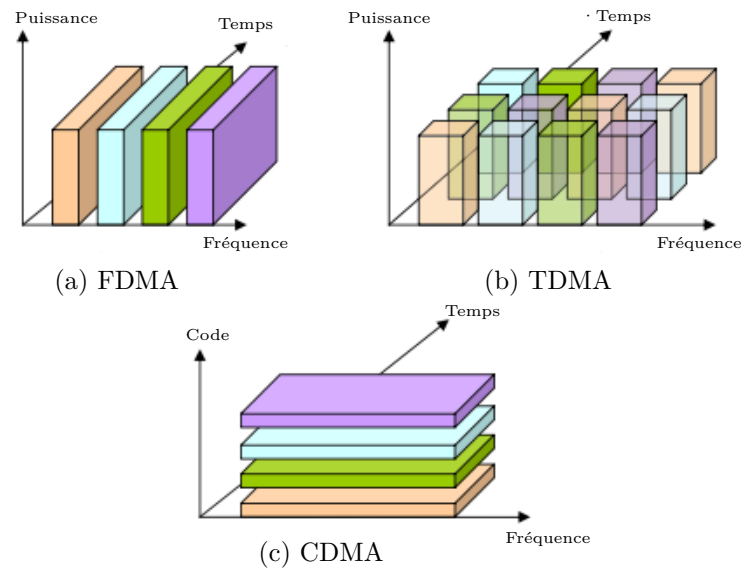 Puissance
Temps
Fréquence
(a) FDMA
Puissance
Temps
Fréquence
(b) TDMA
Code
Temps
Fréquence
(c) CDMA